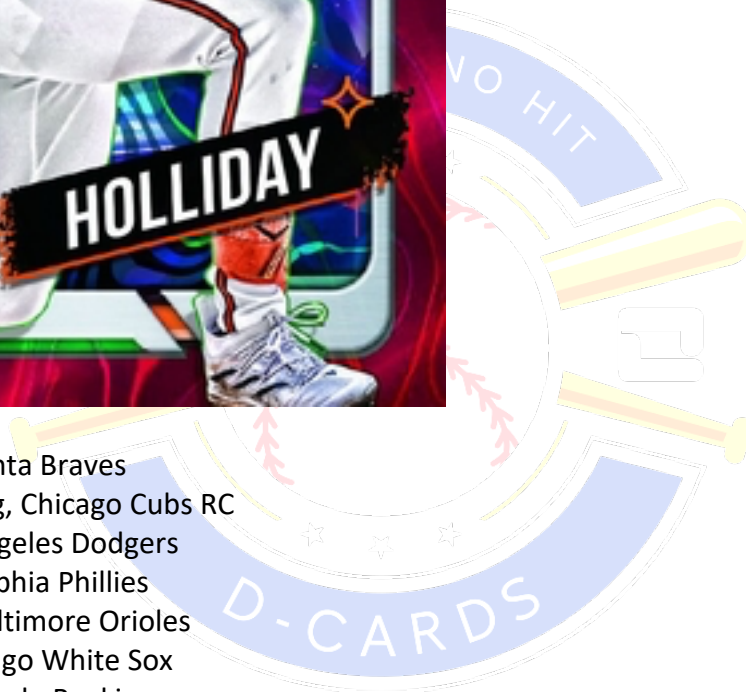 NO HIT
HOLLIDAY
nta Braves
, Chicago Cubs RC
geles Dodgers
phia Phillies
ltimore Orioles
go White Sox
D-CARDS